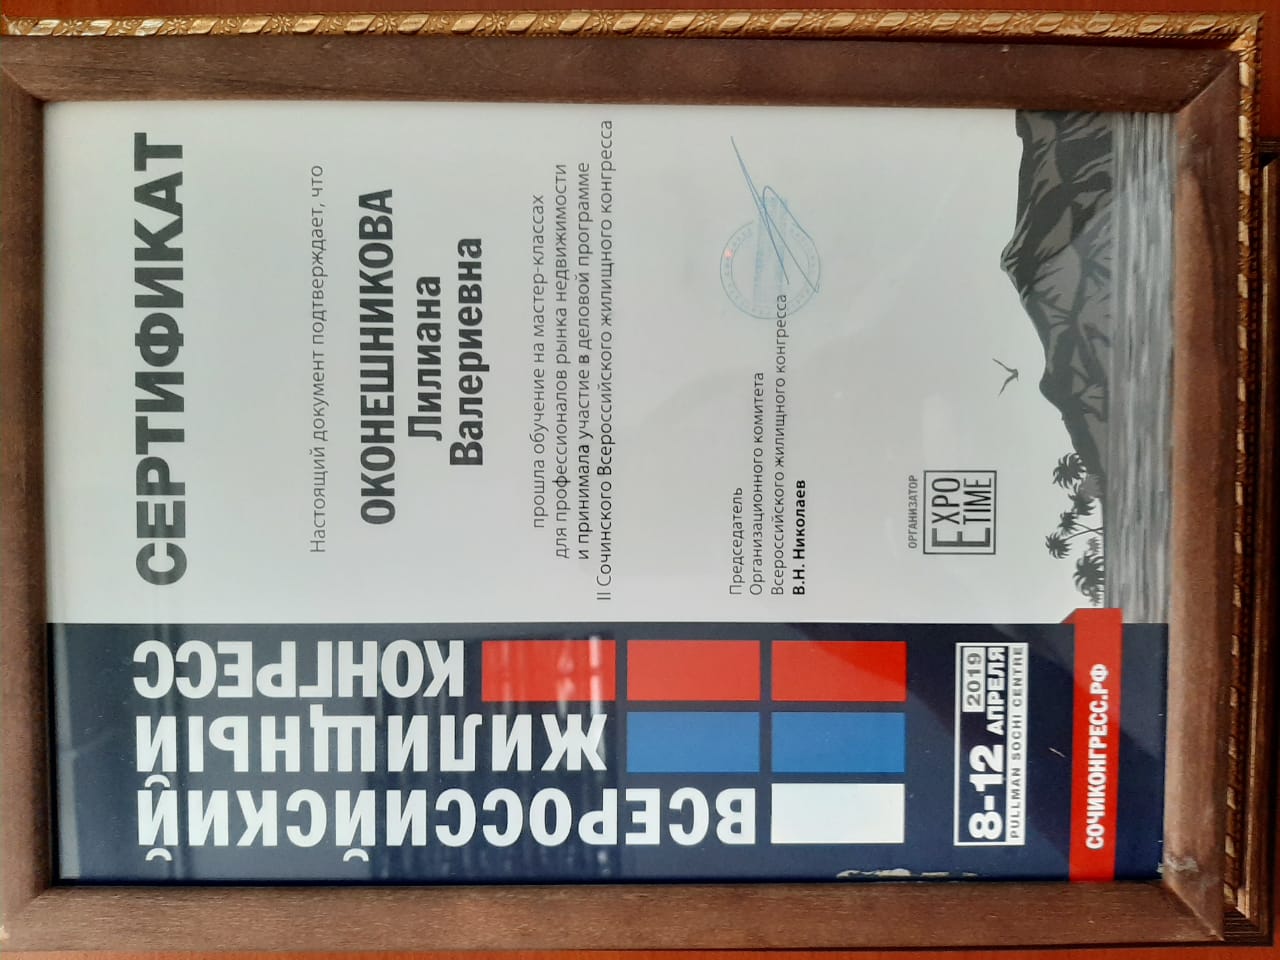 ВСЕРОССИЙСКИЙ
ЖИЛИЩНЫЙ
КОНГРЕСС
8-12 2019
АПРЕЛЯ
PULLMAN SOCHI CENTRE
СОЧИКОНГРЕСС.РФ
СЕРТИФИКАТ
Настоящий документ подтверждает, что
ОКОНЕШНИКОВА
Лилиана
Валериевна
прошла обучение на мастер-классах
для профессионалов рынка недвижимости
и принимала участие в деловой программе
II Сочинского Всероссийского жилищного конгресса
Председатель
Организационного комитета
Всероссийского жилищного конгресса
В.Н. Николаев
ОРГАНИЗАТОР
EXPO
TIME